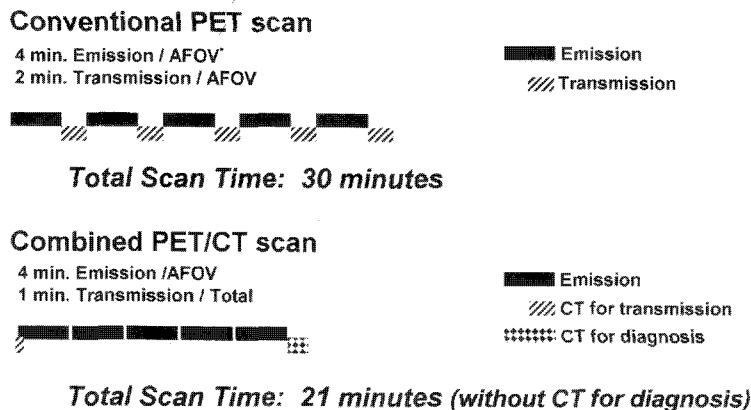 Conventional PET scan
4 min. Emission / AFOV*
2 min. Transmission / AFOV
Emission
Transmission
Total Scan Time: 30 minutes
Combined PET/CT scan
4 min. Emission /AFOV
1 min. Transmission / Total
Emission
CT for transmission
CT for diagnosis
Total Scan Time: 21 minutes (without CT for diagnosis)